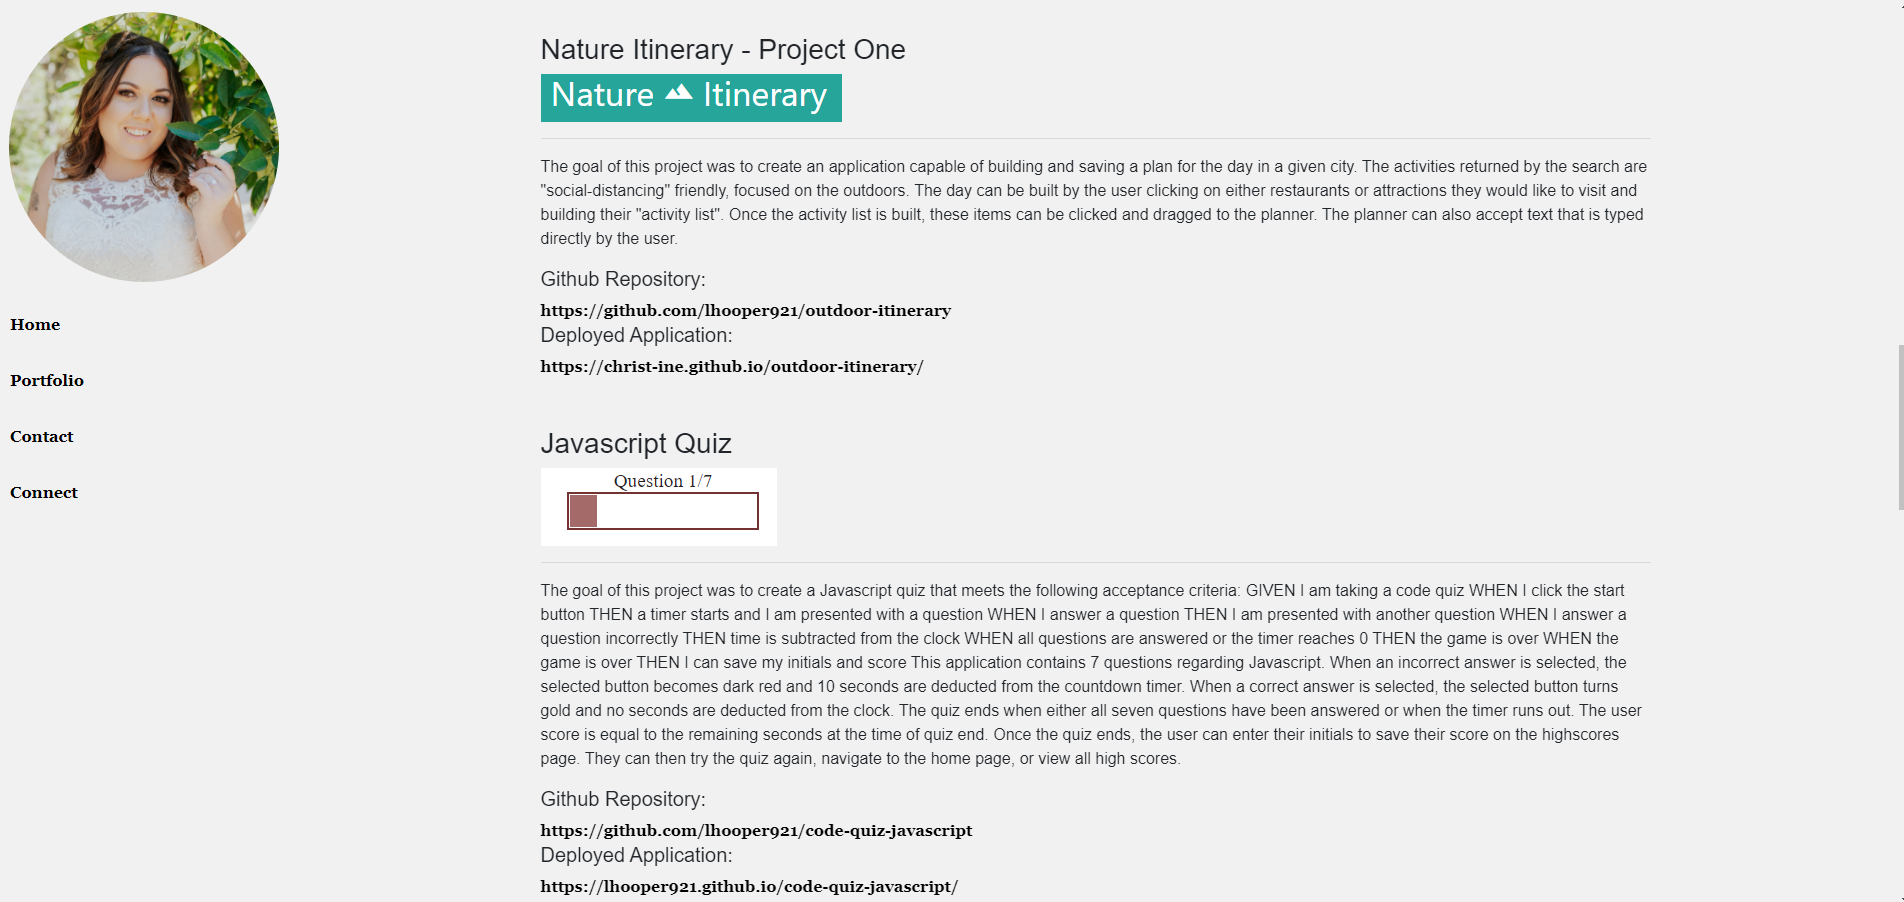 Home
Portfolio
Contact
Connect
Nature Itinerary - Project One
Nature Itinerary
The goal of this project was to create an application capable of building and saving a plan for the day in a given city. The activities returned by the search are
"social-distancing" friendly, focused on the outdoors. The day can be built by the user clicking on either restaurants or attractions they would like to visit and
building their "activity list". Once the activity list is built, these items can be clicked and dragged to the planner. The planner can also accept text that is typed
directly by the user.
Github Repository:
https://github.com/lhooper921/outdoor-itinerary
Deployed Application:
https://christ-ine.github.io/outdoor-itinerary/
Javascript Quiz
Question 1/7
The goal of this project was to create a Javascript quiz that meets the following acceptance criteria: GIVEN I am taking a code quiz WHEN I click the start
button THEN a timer starts and I am presented with a question WHEN I answer a question THEN I am presented with another question WHEN I answer a
question incorrectly THEN time is subtracted from the clock WHEN all questions are answered or the timer reaches 0 THEN the game is over WHEN the
game is over THEN I can save my initials and score This application contains 7 questions regarding Javascript. When an incorrect answer is selected, the
selected button becomes dark red and 10 seconds are deducted from the countdown timer. When a correct answer is selected, the selected button turns
gold and no seconds are deducted from the clock. The quiz ends when either all seven questions have been answered or when the timer runs out. The user
score is equal to the remaining seconds at the time of quiz end. Once the quiz ends, the user can enter their initials to save their score on the highscores
page. They can then try the quiz again, navigate to the home page, or view all high scores.
Github Repository:
https://github.com/lhooper921/code-quiz-javascript
Deployed Application:
https://lhooper921.github.io/code-quiz-javascript/